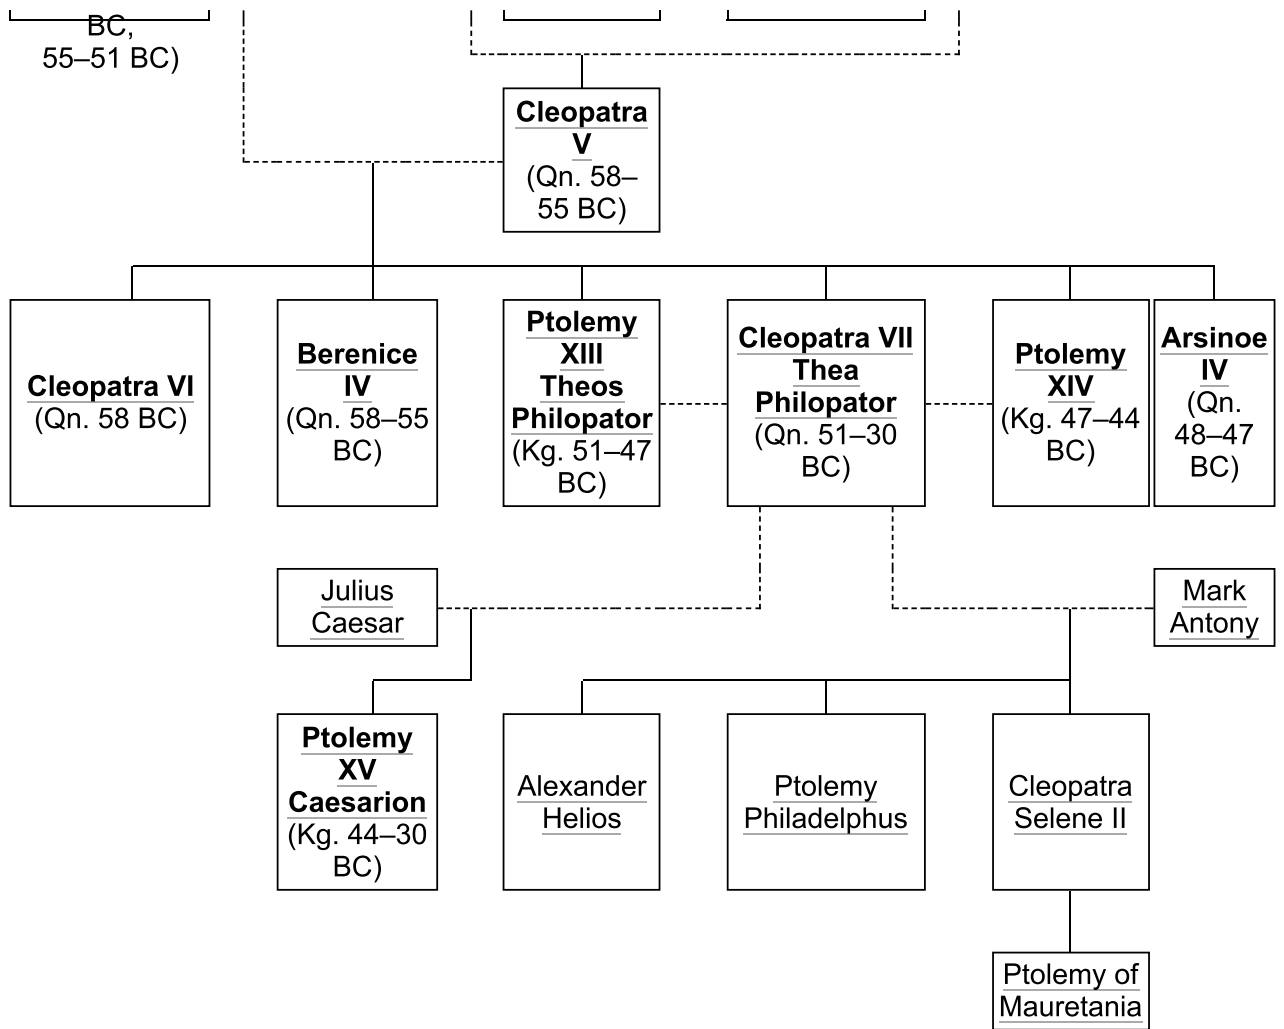 BC,
55–51 BC)
Cleopatra
V
(Qn. 58–
55 BC)
Cleopatra VI
(Qn. 58 BC)
Berenice
IV
(Qn. 58–55
BC)
Ptolemy
XIII
Theos
Philopator
(Kg. 51–47
BC)
Cleopatra VII
Thea
Philopator
(Qn. 51–30
BC)
Ptolemy
XIV
(Kg. 47–44
BC)
Arsinoe
IV
(Qn.
48–47
BC)
Julius
Caesar
Mark
Antony
Ptolemy
XV
Caesarion
(Kg. 44–30
BC)
Alexander
Helios
Ptolemy
Philadelphus
Cleopatra
Selene II
Ptolemy of
Mauretania